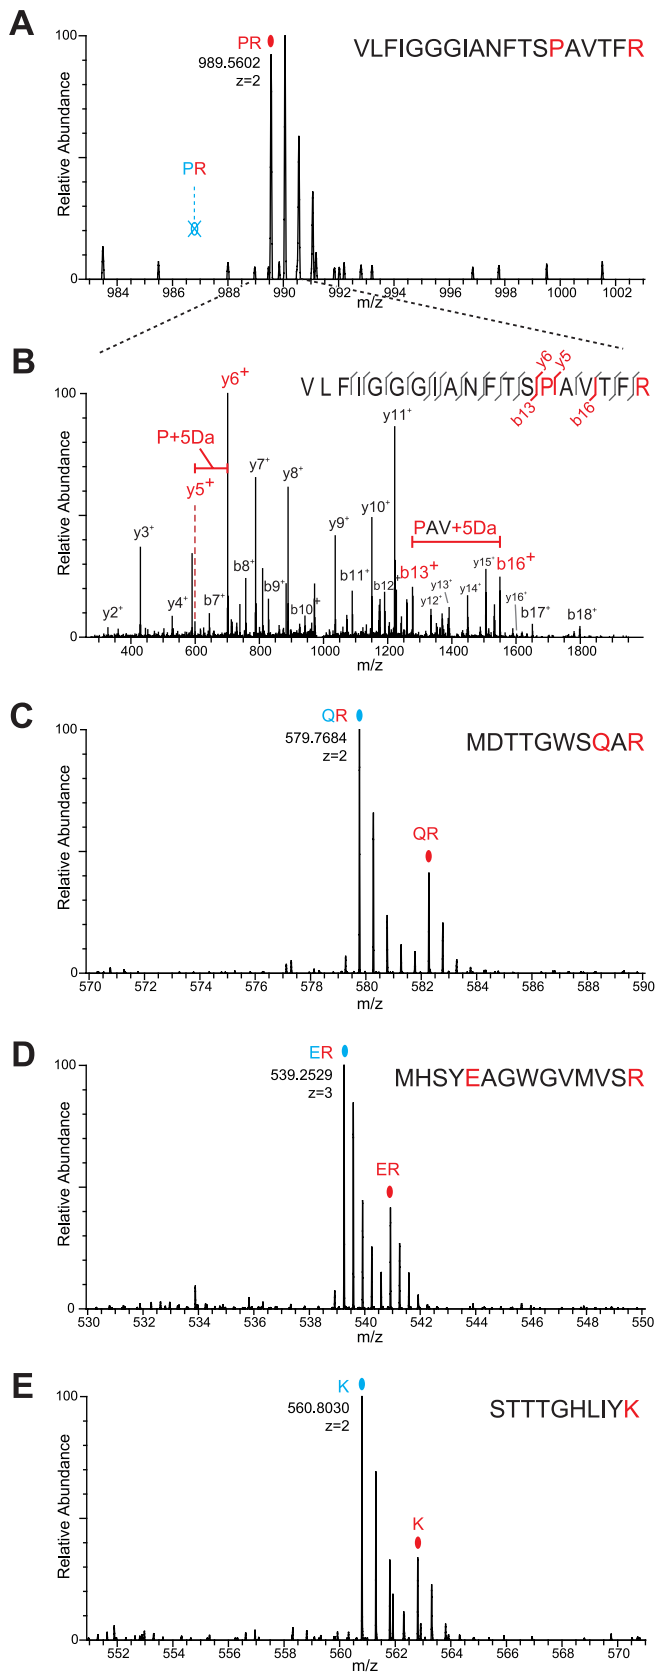 A
PR
989.5602
z=2
VLFIGGGIANFTSPAVTFR
PR
Relative Abundance
100
0
984 986 988 990 992 994 996 998 1000 1002
m/z
B
VLFIGGGIANFTSPAVTFR
y6 y5
b13 b16
y6+
P+5Da
y5+
y11+
y7+
y8+
y9+
y10+
y3+
PAV+5Da
b13+
b16+
y15+
y13+
y14+
y12+
y16+
y2+
y4+
b7+
b8+
b9+
b10+
b11+
b12+
b17+
b18+
Relative Abundance
100
0
400 600 800 1000 1200 1400 1600 1800
m/z
C
QR
579.7684
z=2
MDTTGWSQAR
QR
Relative Abundance
100
0
570 572 574 576 578 580 582 584 586 588 590
m/z
D
ER
539.2529
z=3
MHSYEAGWGVMVSR
ER
Relative Abundance
100
0
530 532 534 536 538 540 542 544 546 548 550
m/z
E
K
560.8030
z=2
STTTGHLIYK
K
Relative Abundance
100
0
552 554 556 558 560 562 564 566 568 570
m/z